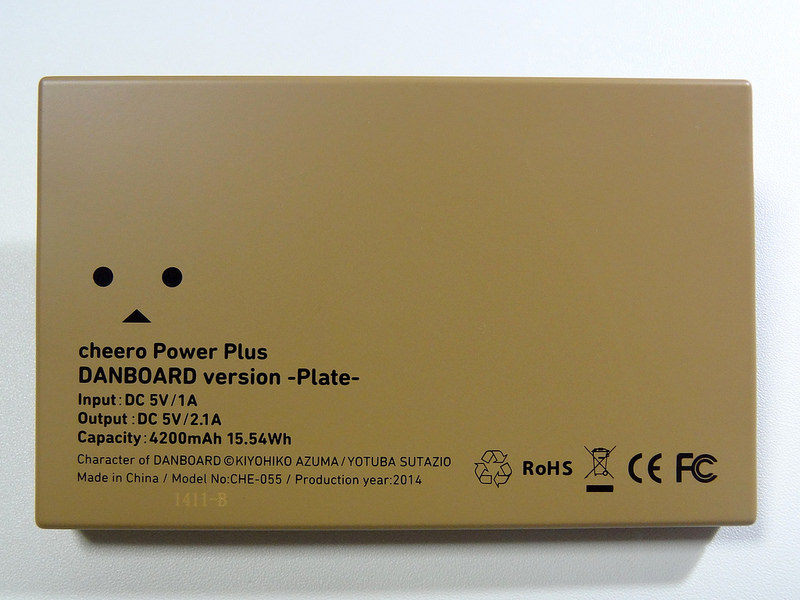 cheero Power Plus
DANBOARD version -Plate-
Input : DC 5V / 1A
Output : DC 5V / 2.1A
Capacity : 4200mAh 15.54Wh
Character of DANBOARD ©KIYOHIKO AZUMA / YOTUBA SUTAZIO
Made in China / Model No:CHE-055 / Production year:2014
RoHS CE FC
1411-B